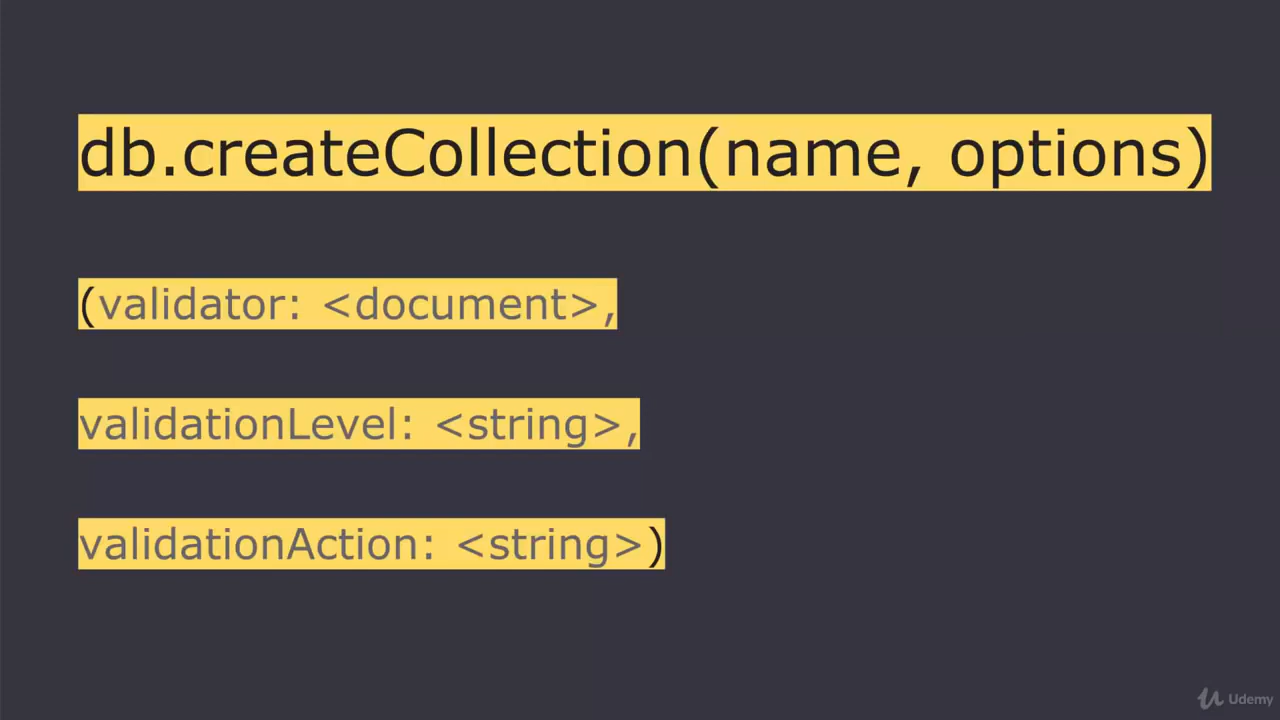 db.createCollection(name, options)
(validator: <document>,
validationLevel: <string>,
validationAction: <string>)
Udemy